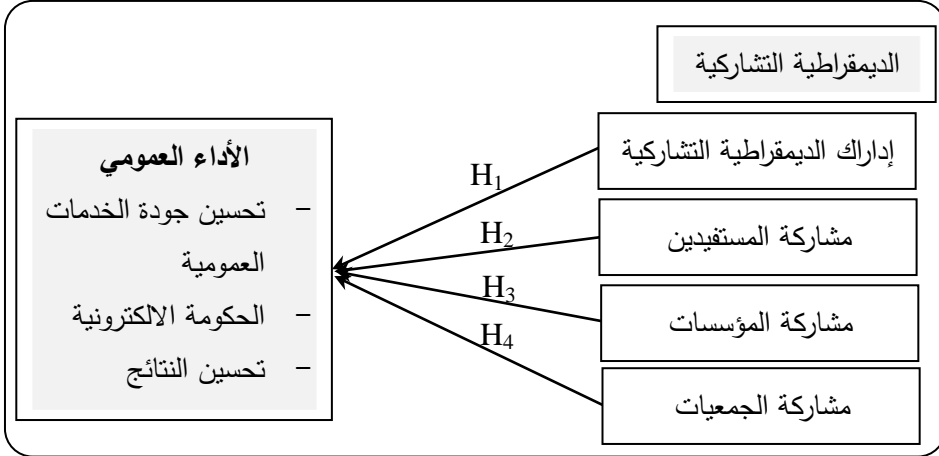 الديمقراطية التشاركية
إداراك الديمقراطية التشاركية
مشاركة المستفيدين
مشاركة المؤسسات
مشاركة الجمعيات
H₁
H₂
H₃
H₄
الأداء العمومي
- تحسين جودة الخدمات
العمومية
- الحكومة الالكترونية
- تحسين النتائج